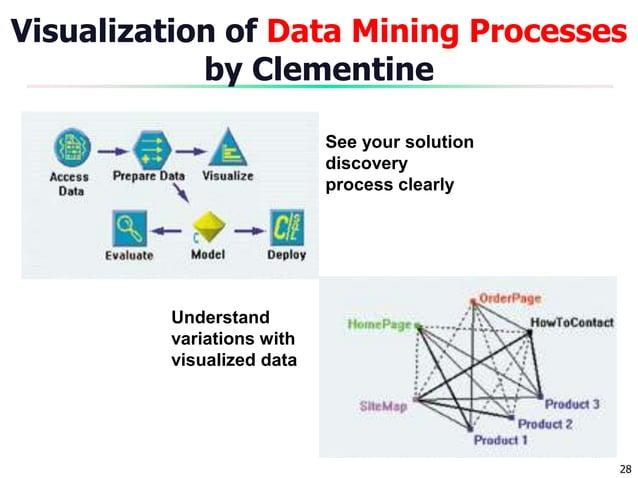 Visualization of Data Mining Processes
by Clementine
Access
Data
Prepare Data
Visualize
Evaluate
C
Model
Deploy
See your solution
discovery
process clearly
Understand
variations with
visualized data
OrderPage
HomePage
HowToContact
SiteMap
Product 3
Product 2
Product 1
28